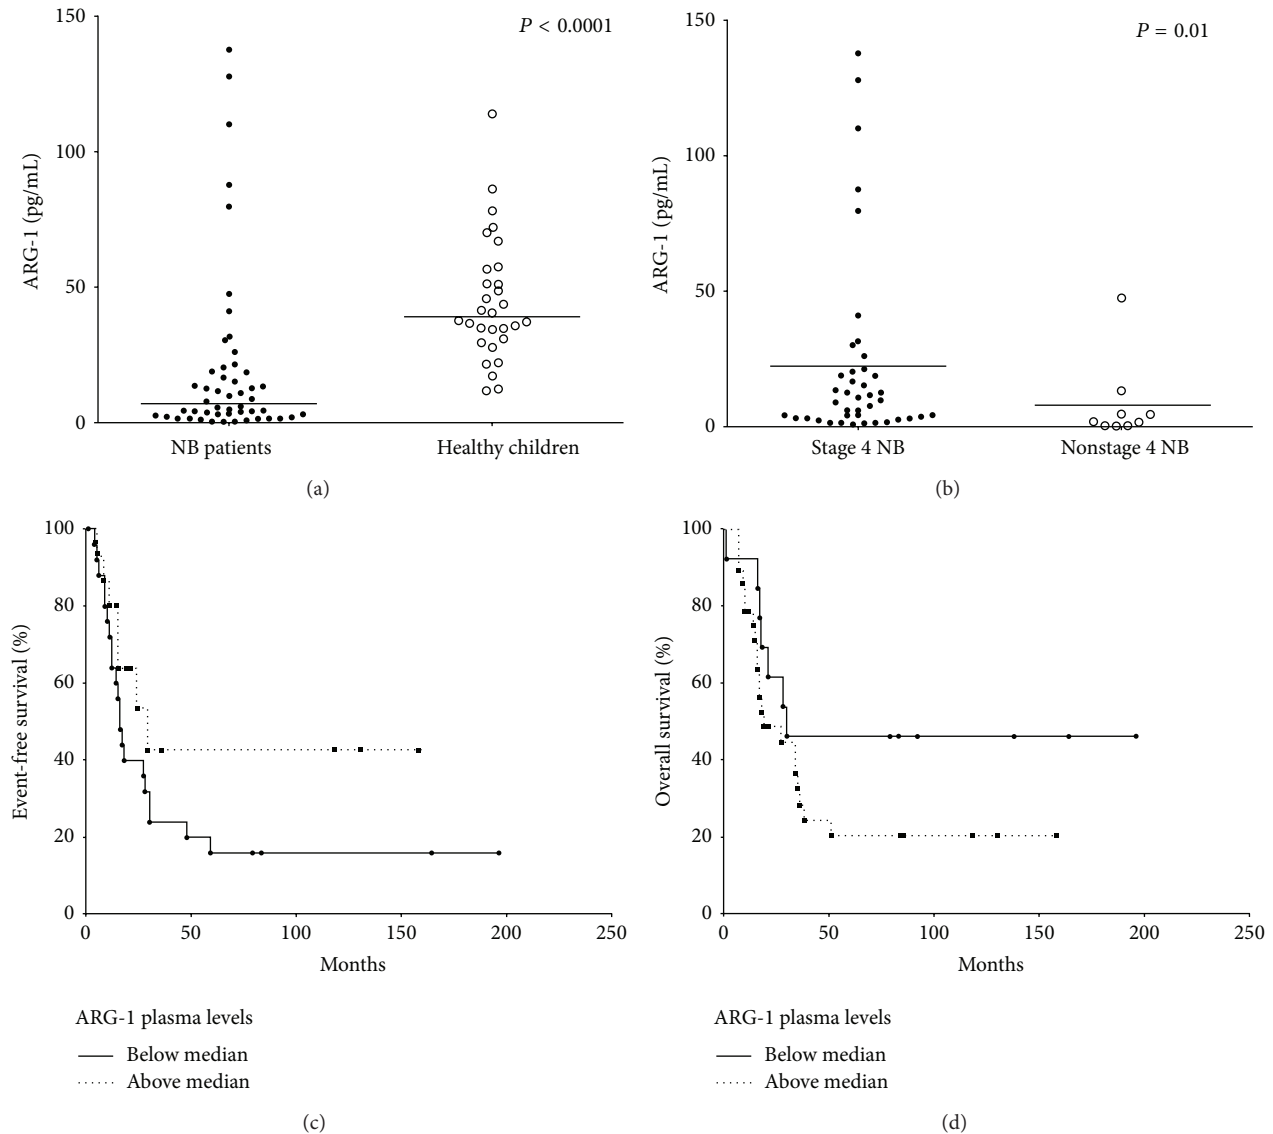 150
100
50
0
ARG-1 (pg/mL)
P < 0.0001
NB patients
Healthy children
(a)
150
100
50
0
ARG-1 (pg/mL)
P = 0.01
Stage 4 NB
Nonstage 4 NB
(b)
100
80
60
40
20
0
Event-free survival (%)
0 50 100 150 200 250
Months
ARG-1 plasma levels
Below median
Above median
(c)
100
80
60
40
20
0
Overall survival (%)
0 50 100 150 200 250
Months
ARG-1 plasma levels
Below median
Above median
(d)